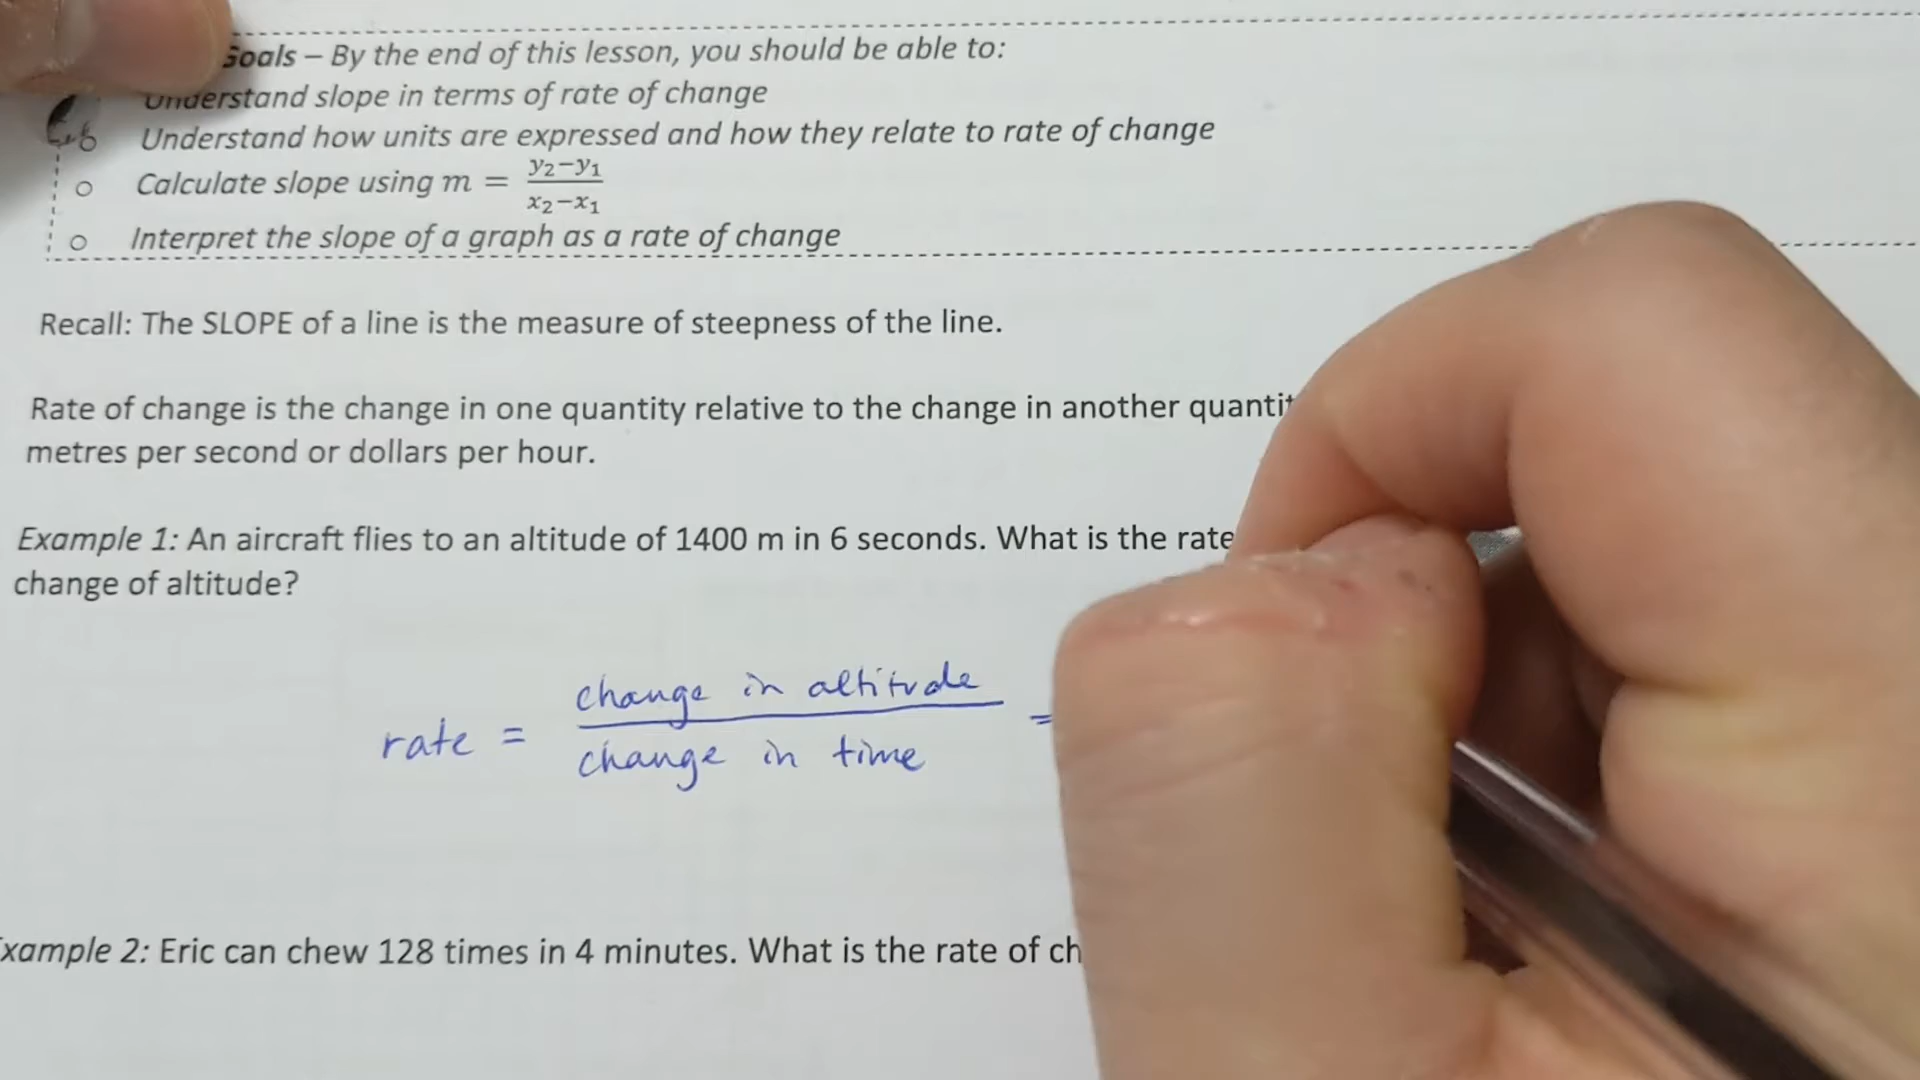 Goals – By the end of this lesson, you should be able to:
Understand slope in terms of rate of change
Understand how units are expressed and how they relate to rate of change
○ Calculate slope using m = y₂−y₁ / x₂−x₁
○ Interpret the slope of a graph as a rate of change
Recall: The SLOPE of a line is the measure of steepness of the line.
Rate of change is the change in one quantity relative to the change in another
metres per second or dollars per hour.
Example 1: An aircraft flies to an altitude of 1400 m in 6 seconds. What is the rate
change of altitude?
rate = change in altitude / change in time =
xample 2: Eric can chew 128 times in 4 minutes. What is the rate of